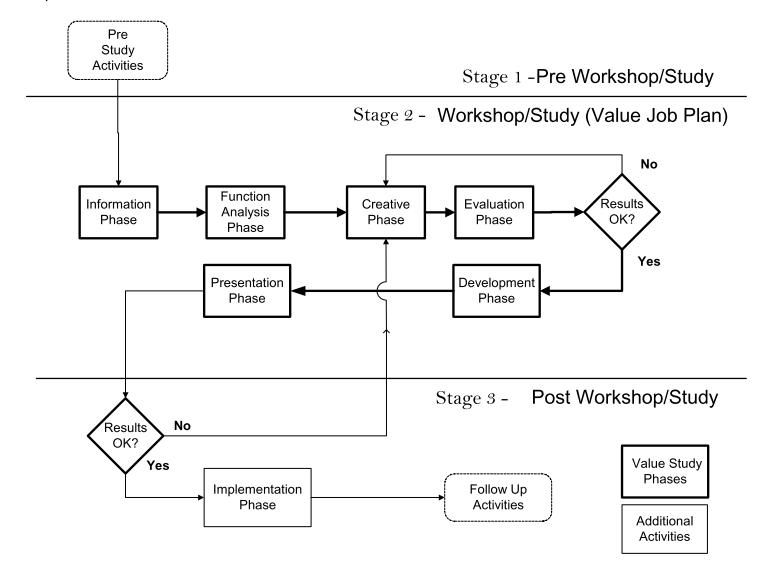 Pre
Study
Activities
Stage 1 -Pre Workshop/Study
Stage 2 - Workshop/Study (Value Job Plan)
No
Information
Phase
Function
Analysis
Phase
Creative
Phase
Evaluation
Phase
Results
OK?
Yes
Presentation
Phase
Development
Phase
Stage 3 - Post Workshop/Study
Results
OK?
No
Yes
Implementation
Phase
Follow Up
Activities
Value Study
Phases
Additional
Activities